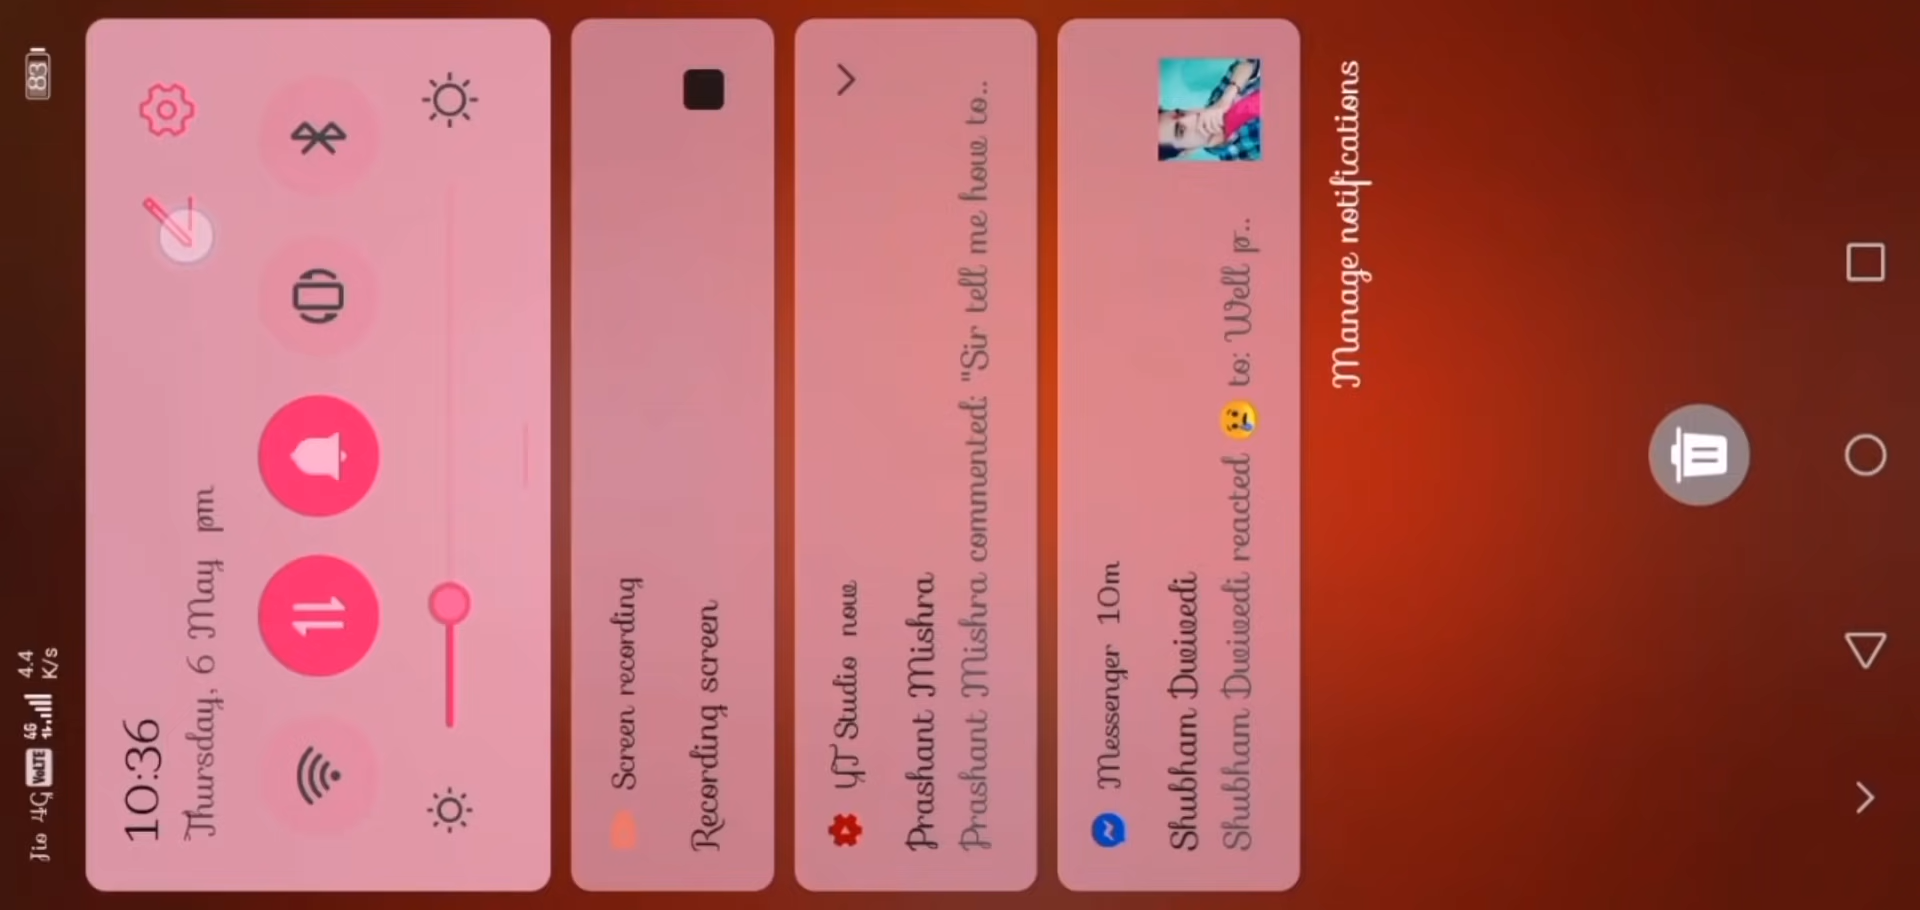 Jio 4G VoLTE 4G 4.4 K/s 83
10:36
Thursday, 6 May pm
Screen recording
Recording screen
YT Studio now
Prashant Mishra
Prashant Mishra commented: "Sir tell me how to..
Messenger 10m
Shubham Dwivedi
Shubham Dwivedi reacted 😢 to: Well p..
Manage notifications